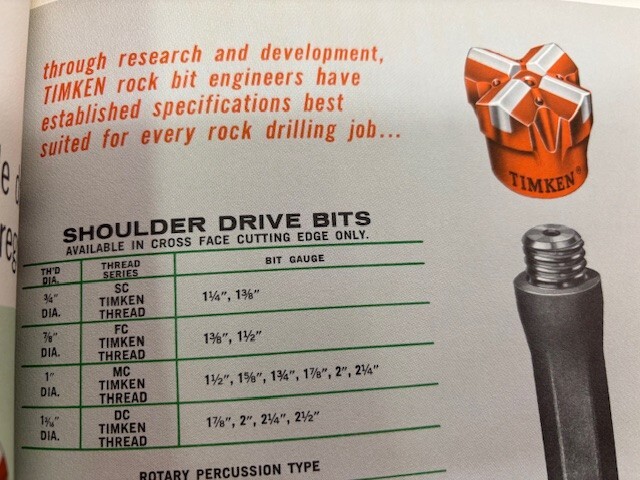 through research and development,
TIMKEN rock bit engineers have
established specifications best
suited for every rock drilling job...
TIMKEN®
SHOULDER DRIVE BITS
AVAILABLE IN CROSS FACE CUTTING EDGE ONLY.
TH'D DIA. THREAD SERIES BIT GAUGE
¾" DIA. SC TIMKEN THREAD 1¼", 1⅜"
⅞" DIA. FC TIMKEN THREAD 1⅜", 1½"
1" DIA. MC TIMKEN THREAD 1½", 1⅝", 1¾", 1⅞", 2", 2¼"
DIA. DC TIMKEN THREAD 1⅞", 2", 2¼", 2½"
ROTARY PERCUSSION TYPE